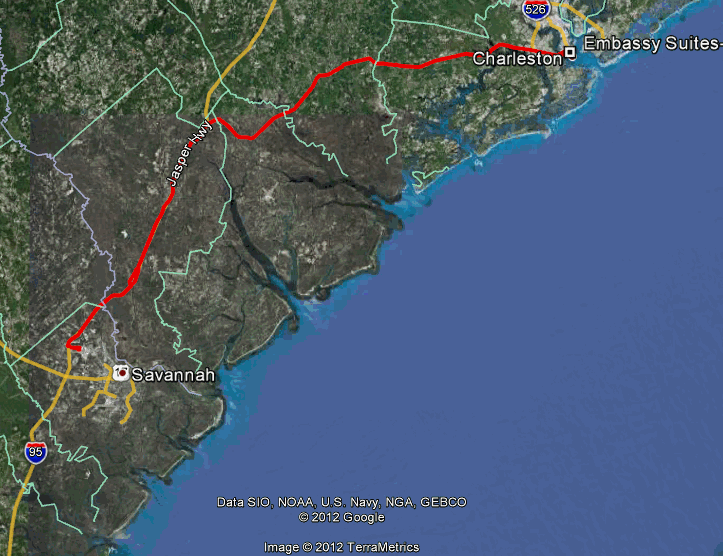 526
Embassy Suites-
Charleston
Jasper Hwy
Savannah
95
Data SIO, NOAA, U.S. Navy, NGA, GEBCO
© 2012 Google
Image © 2012 TerraMetrics